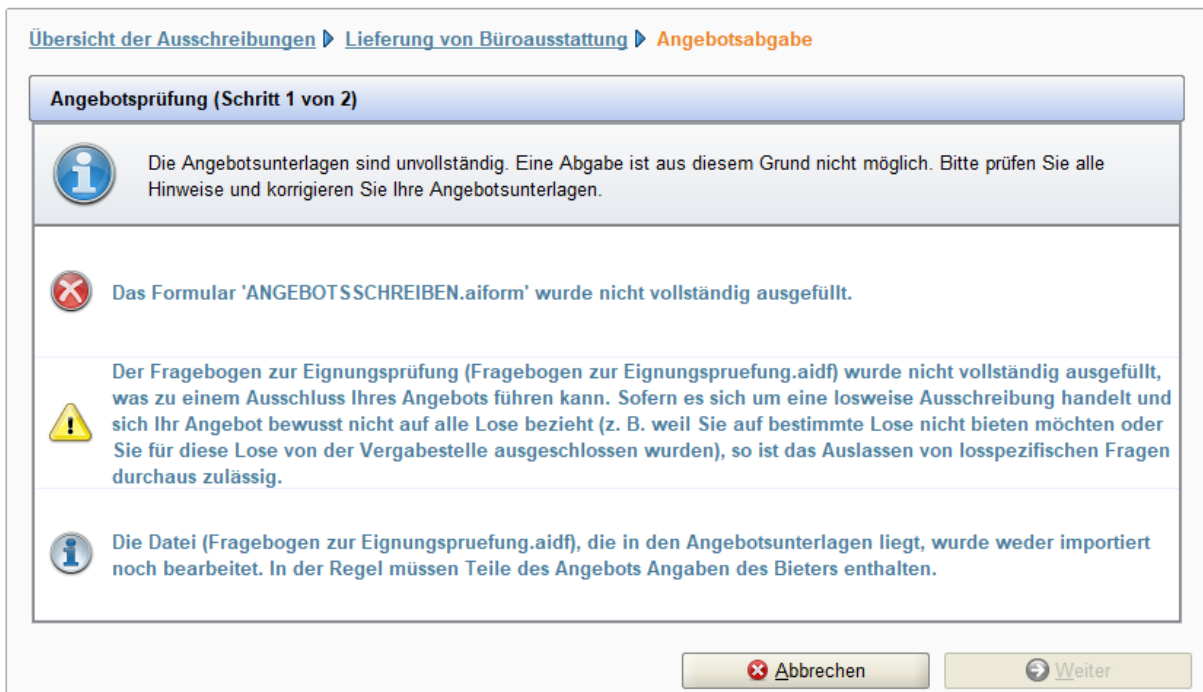 Übersicht der Ausschreibungen Lieferung von Büroausstattung Angebotsabgabe
Angebotsprüfung (Schritt 1 von 2)
Die Angebotsunterlagen sind unvollständig. Eine Abgabe ist aus diesem Grund nicht möglich. Bitte prüfen Sie alle
Hinweise und korrigieren Sie Ihre Angebotsunterlagen.
Das Formular 'ANGEBOTSSCHREIBEN.aiform' wurde nicht vollständig ausgefüllt.
Der Fragebogen zur Eignungsprüfung (Fragebogen zur Eignungspruefung.aidf) wurde nicht vollständig ausgefüllt,
was zu einem Ausschluss Ihres Angebots führen kann. Sofern es sich um eine losweise Ausschreibung handelt und
sich Ihr Angebot bewusst nicht auf alle Lose bezieht (z. B. weil Sie auf bestimmte Lose nicht bieten möchten oder
Sie für diese Lose von der Vergabestelle ausgeschlossen wurden), so ist das Auslassen von losspezifischen Fragen
durchaus zulässig.
Die Datei (Fragebogen zur Eignungspruefung.aidf), die in den Angebotsunterlagen liegt, wurde weder importiert
noch bearbeitet. In der Regel müssen Teile des Angebots Angaben des Bieters enthalten.
Abbrechen Weiter